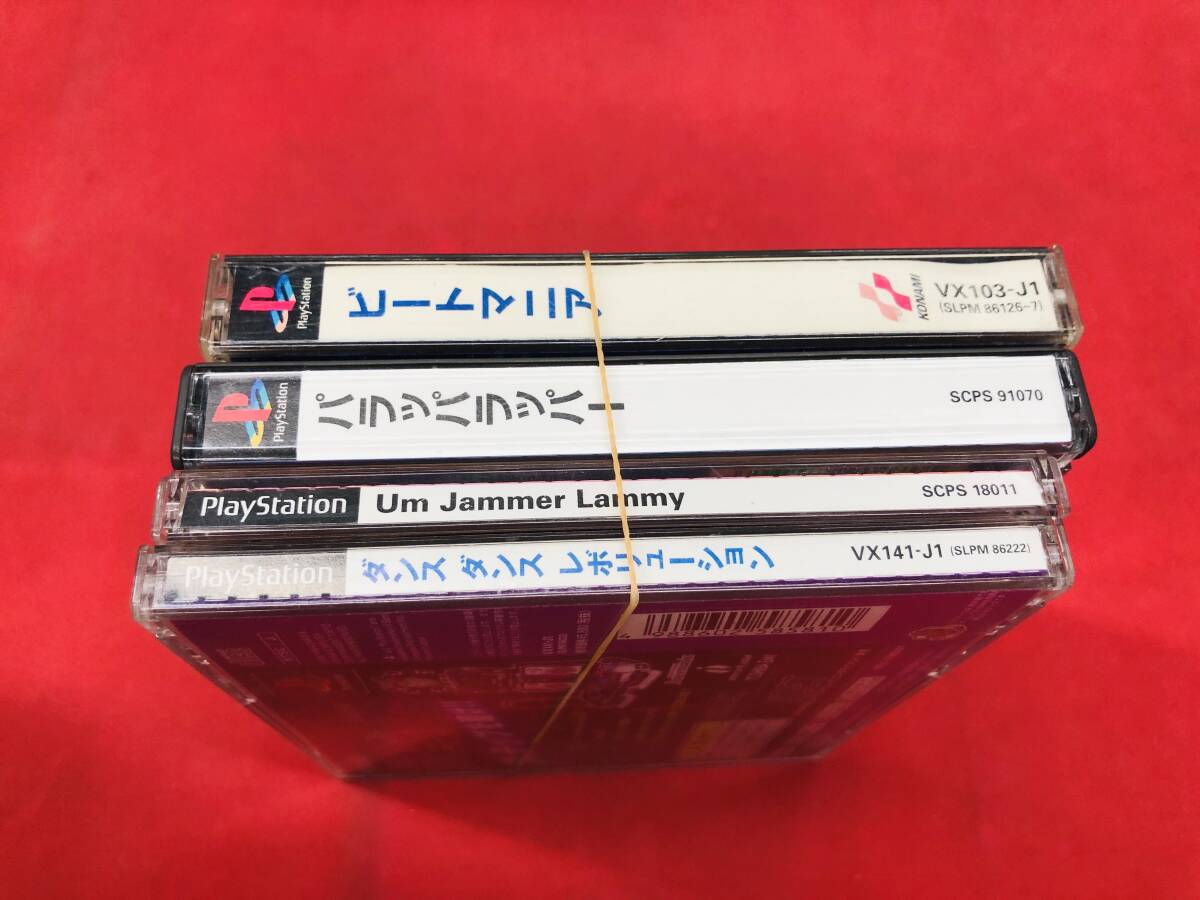 PlayStation
ビートマニア
KONAMI
VX103-J1
(SLPM 86126~7)
PlayStation
パラッパラッパー
SCPS 91070
PlayStation
Um Jammer Lammy
SCPS 18011
PlayStation
ダンス ダンス レボリューション
VX141-J1 (SLPM 86222)